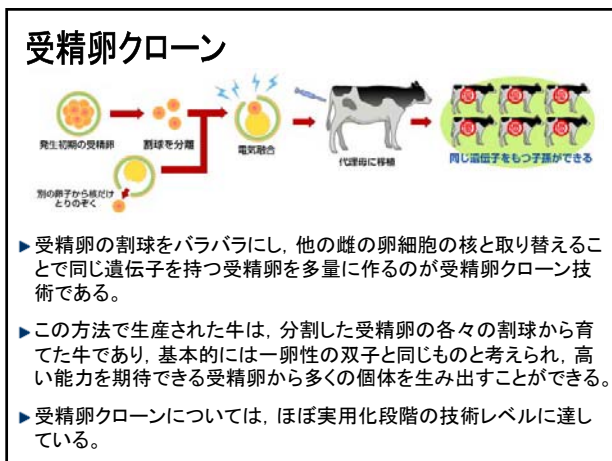 受精卵クローン
発生初期の受精卵
割球を分離
電気融合
代理母に移植
同じ遺伝子をもつ子孫ができる
別の卵子から核だけ
とりのぞく
▶受精卵の割球をバラバラにし，他の雌の卵細胞の核と取り替えるこ
とで同じ遺伝子を持つ受精卵を多量に作るのが受精卵クローン技
術である。
▶この方法で生産された牛は，分割した受精卵の各々の割球から育
てた牛であり，基本的には一卵性の双子と同じものと考えられ，高
い能力を期待できる受精卵から多くの個体を生み出すことができる。
▶受精卵クローンについては，ほぼ実用化段階の技術レベルに達し
ている。